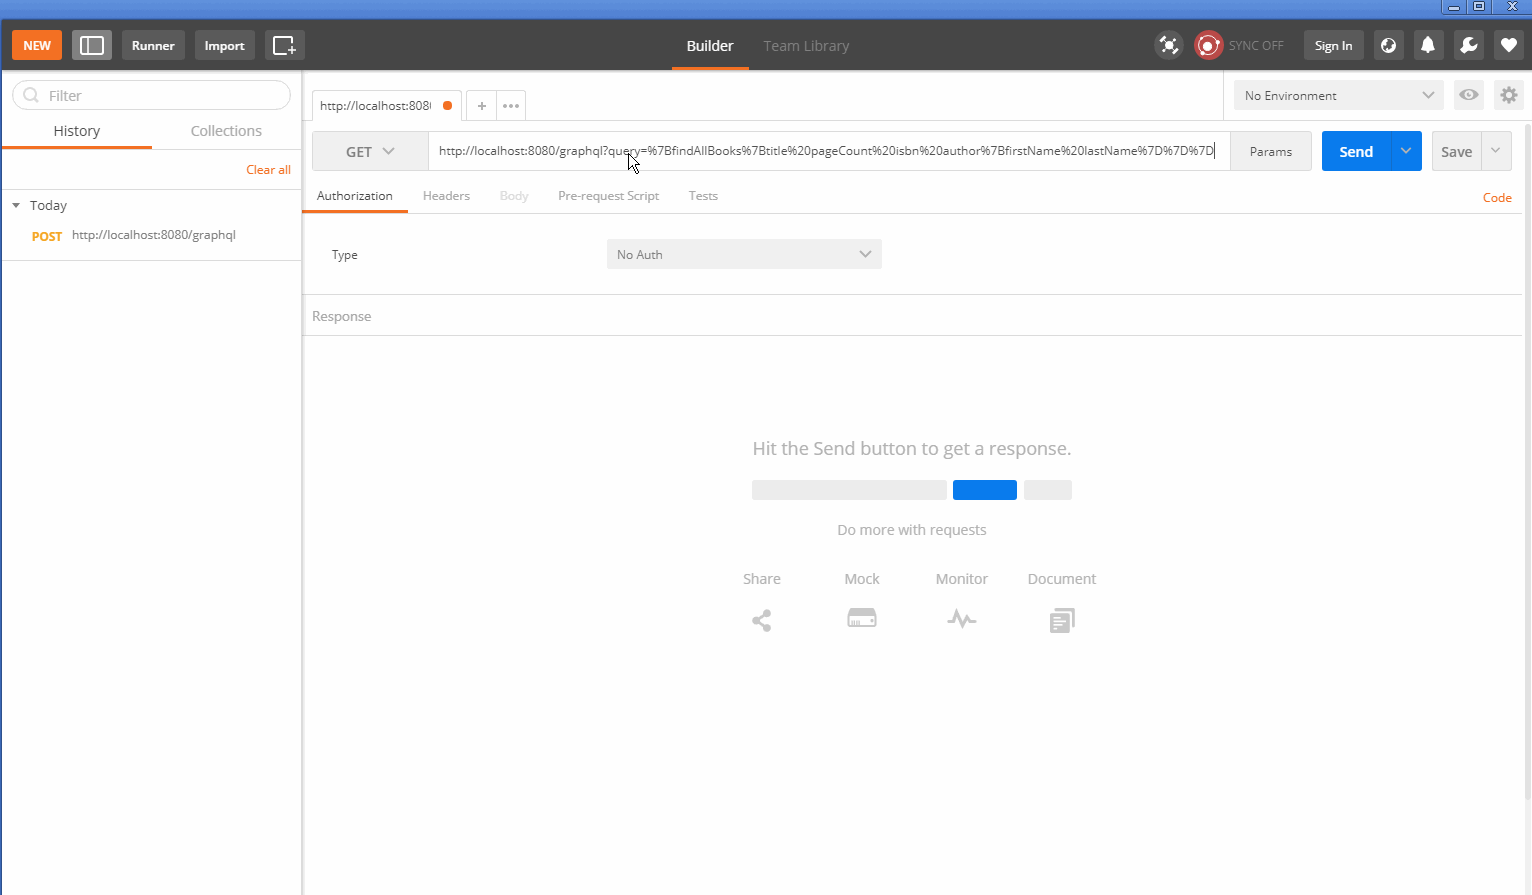 NEW Runner Import Builder Team Library SYNC OFF Sign In
Filter
http://localhost:808
No Environment
History Collections
GET http://localhost:8080/graphql?query=%7BfindAllBooks%7Btitle%20pageCount%20isbn%20author%7BfirstName%20lastName%7D%7D%7D Params Send Save
Clear all
Authorization Headers Body Pre-request Script Tests Code
Today
POST http://localhost:8080/graphql
Type No Auth
Response
Hit the Send button to get a response.
Do more with requests
Share Mock Monitor Document